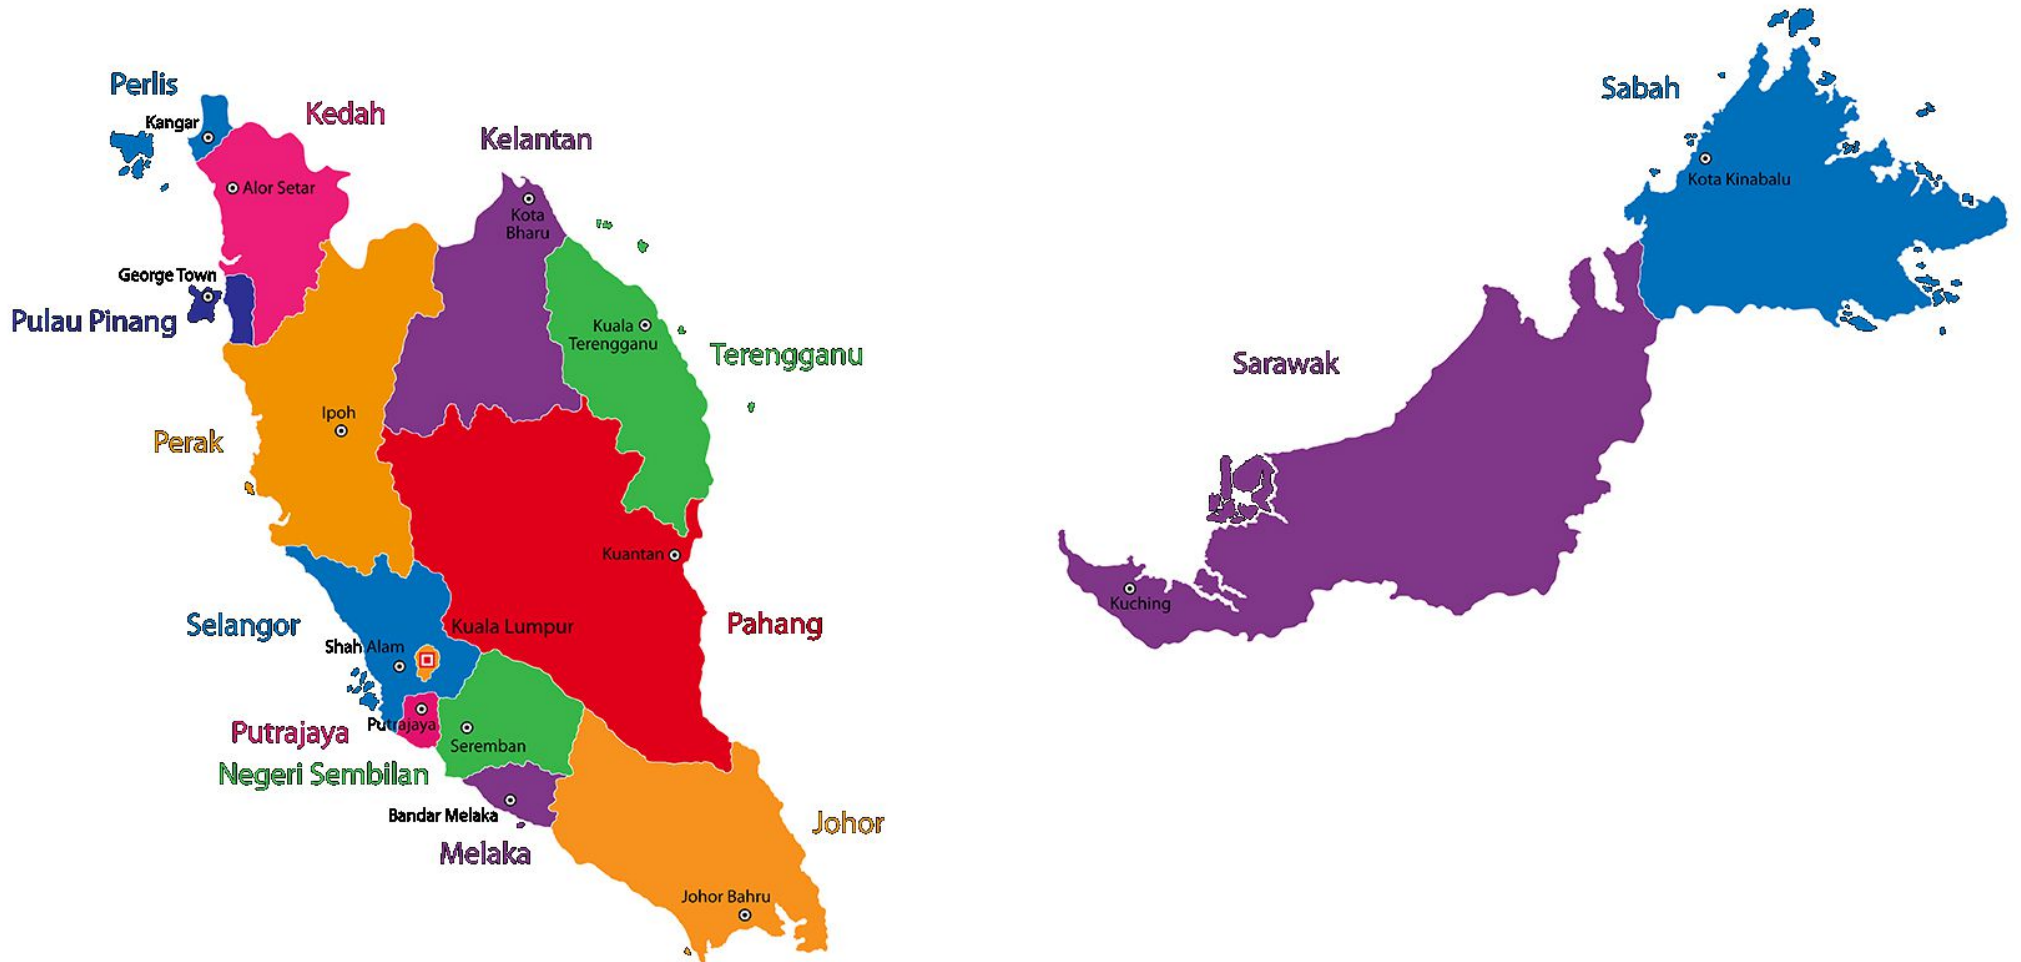 Perlis
Kangar
Kedah
Alor Setar
Kelantan
Kota
Bharu
George Town
Pulau Pinang
Kuala
Terengganu
Terengganu
Ipoh
Perak
Kuantan
Pahang
Selangor
Kuala Lumpur
Shah Alam
Putrajaya
Putrajaya
Seremban
Negeri Sembilan
Bandar Melaka
Melaka
Johor
Johor Bahru
Sabah
Kota Kinabalu
Sarawak
Kuching